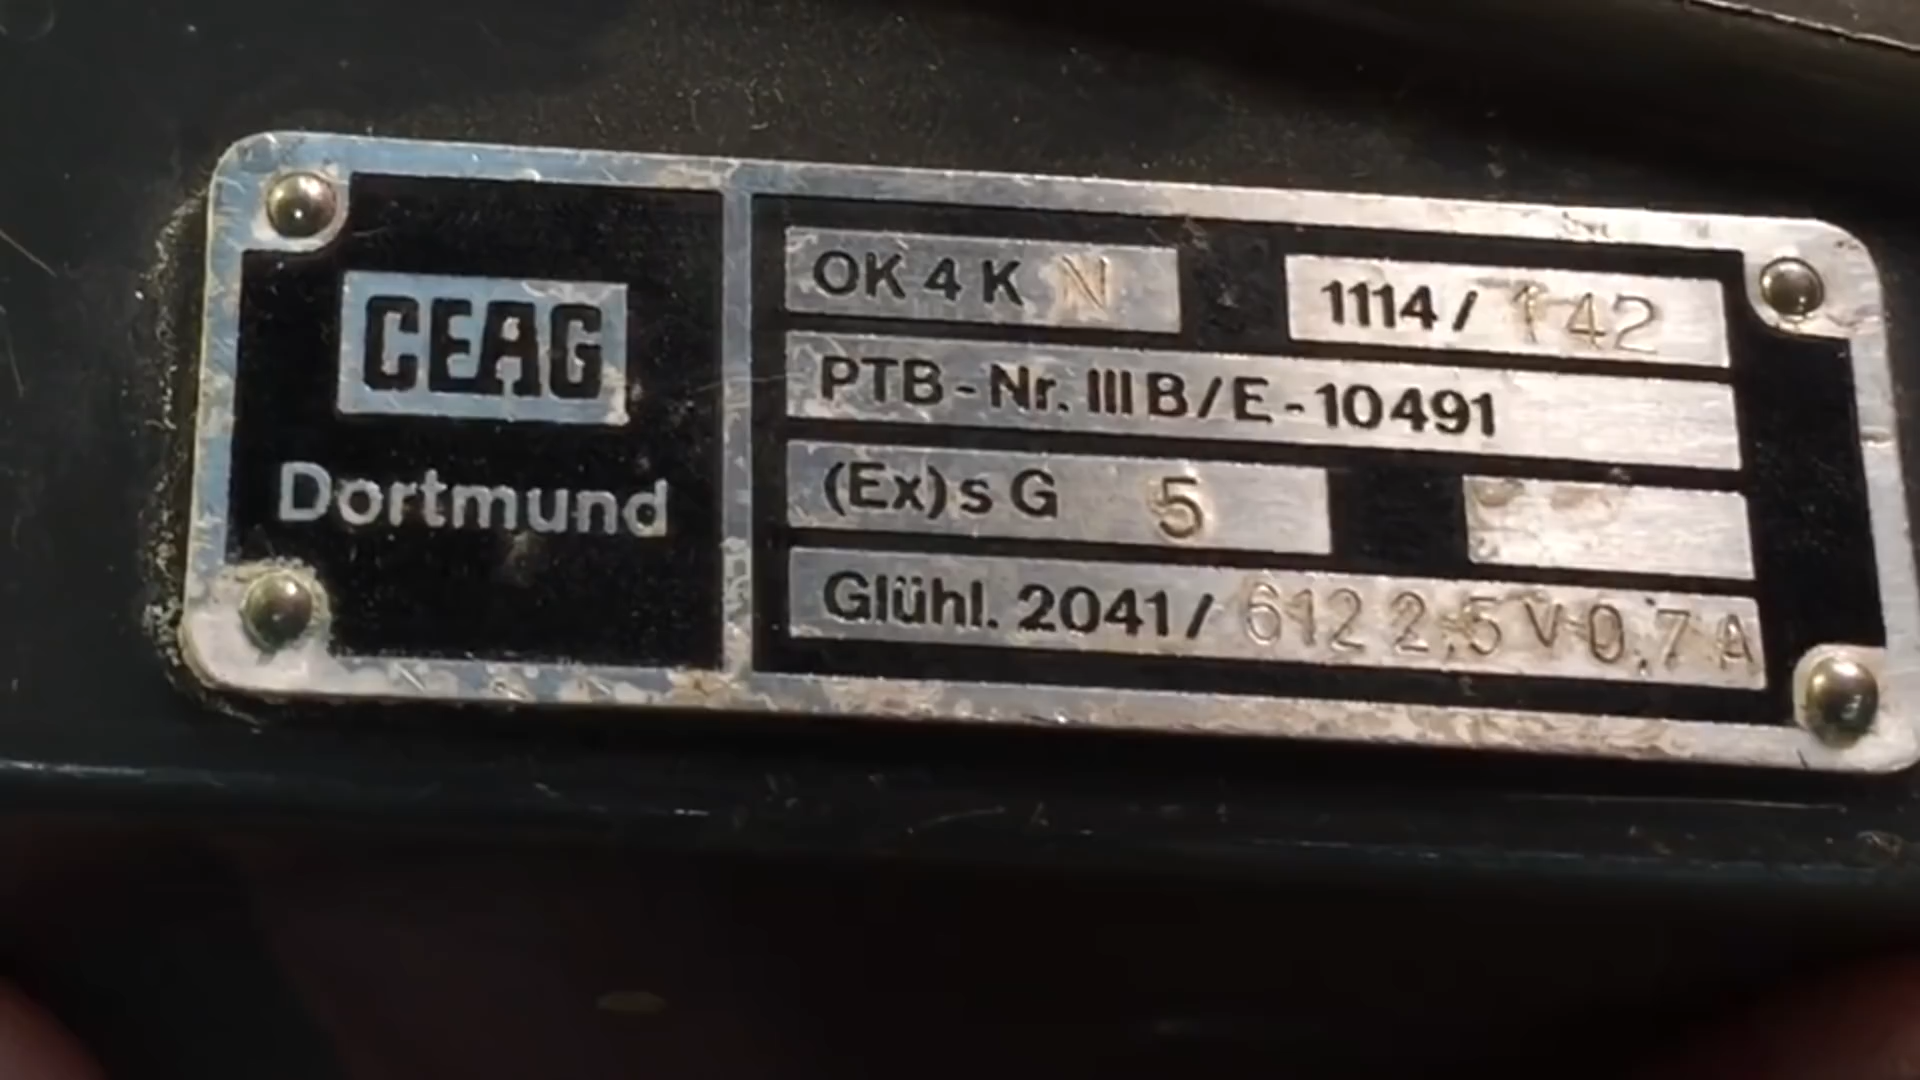 CEAG
Dortmund
OK 4 K N
1114 / 142
PTB - Nr. III B / E - 10491
(Ex) s G 5
Glühl. 2041 / 612 2,5 V 0,7 A